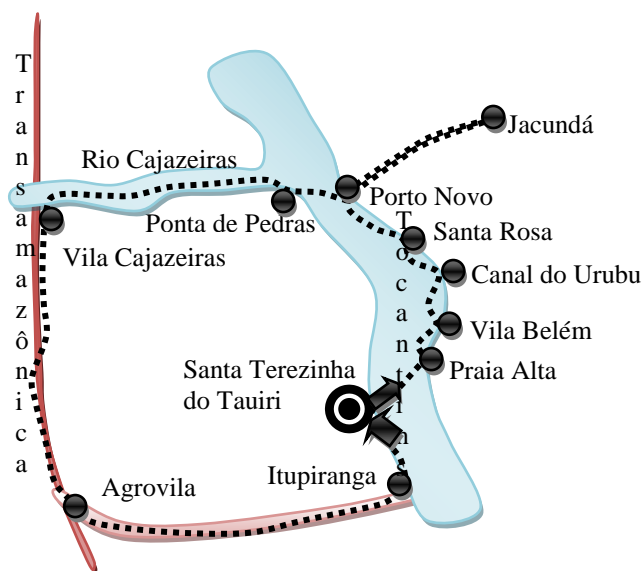 Transamazônica
Jacundá
Rio Cajazeiras
Porto Novo
Ponta de Pedras
Tocantins
Santa Rosa
Vila Cajazeiras
Canal do Urubu
Vila Belém
Santa Terezinha
do Tauiri
Praia Alta
Itupiranga
Agrovila